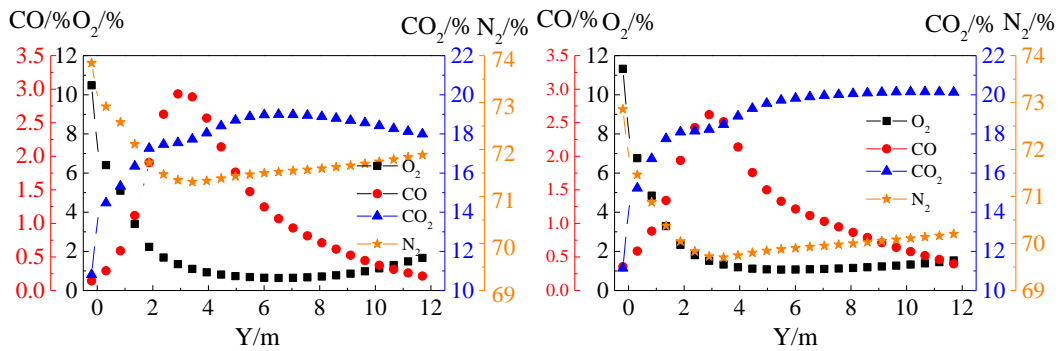 CO/% O₂/% CO₂/% N₂/%
12 3.5 3.0 2.5 2.0 1.5 1.0 0.5 0.0
12 10 8 6 4 2 0
22 20 18 16 14 12 10
74 73 72 71 70 69
O₂
CO
CO₂
N₂
0 2 4 6 8 10 12
Y/m
CO/% O₂/% CO₂/% N₂/%
3.5 3.0 2.5 2.0 1.5 1.0 0.5 0.0
12 10 8 6 4 2 0
22 20 18 16 14 12 10
74 73 72 71 70 69
O₂
CO
CO₂
N₂
0 2 4 6 8 10 12
Y/m